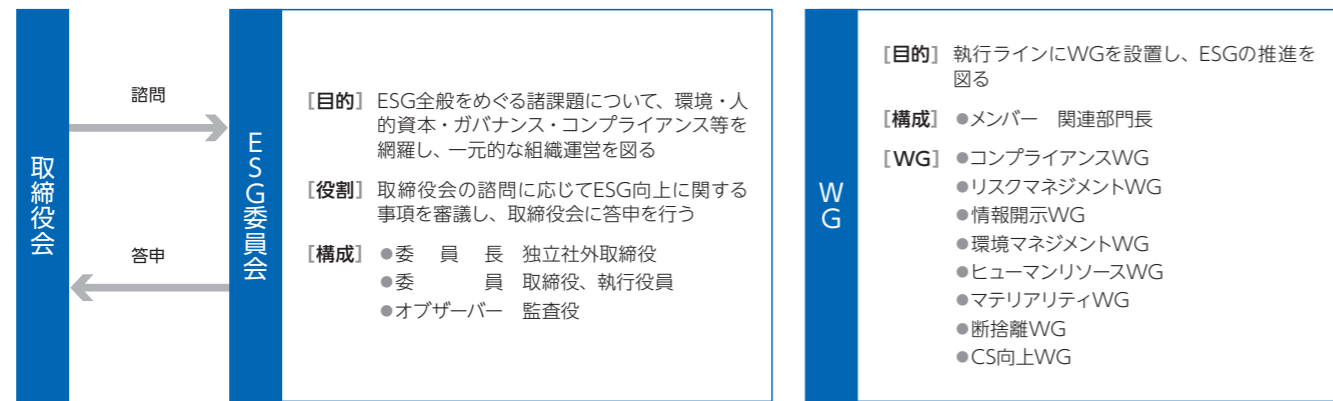 取締役会
諮問
答申
ESG委員会
［目的］ ESG全般をめぐる諸課題について、環境・人
的資本・ガバナンス・コンプライアンス等を
網羅し、一元的な組織運営を図る
［役割］ 取締役会の諮問に応じてESG向上に関する
事項を審議し、取締役会に答申を行う
［構成］ ●委　員　長　独立社外取締役
●委　　　員　取締役、執行役員
●オブザーバー　監査役
WG
［目的］ 執行ラインにWGを設置し、ESGの推進を
図る
［構成］ ●メンバー　関連部門長
［WG］ ●コンプライアンスWG
●リスクマネジメントWG
●情報開示WG
●環境マネジメントWG
●ヒューマンリソースWG
●マテリアリティWG
●断捨離WG
●CS向上WG